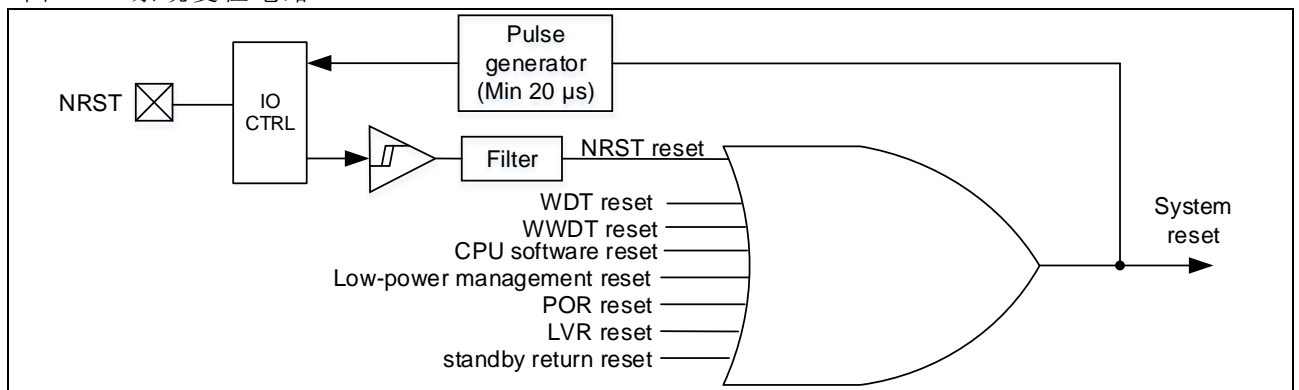 Pulse
generator
(Min 20 µs)
NRST
IO
CTRL
Filter
NRST reset
WDT reset
WWDT reset
CPU software reset
Low-power management reset
POR reset
LVR reset
standby return reset
System
reset